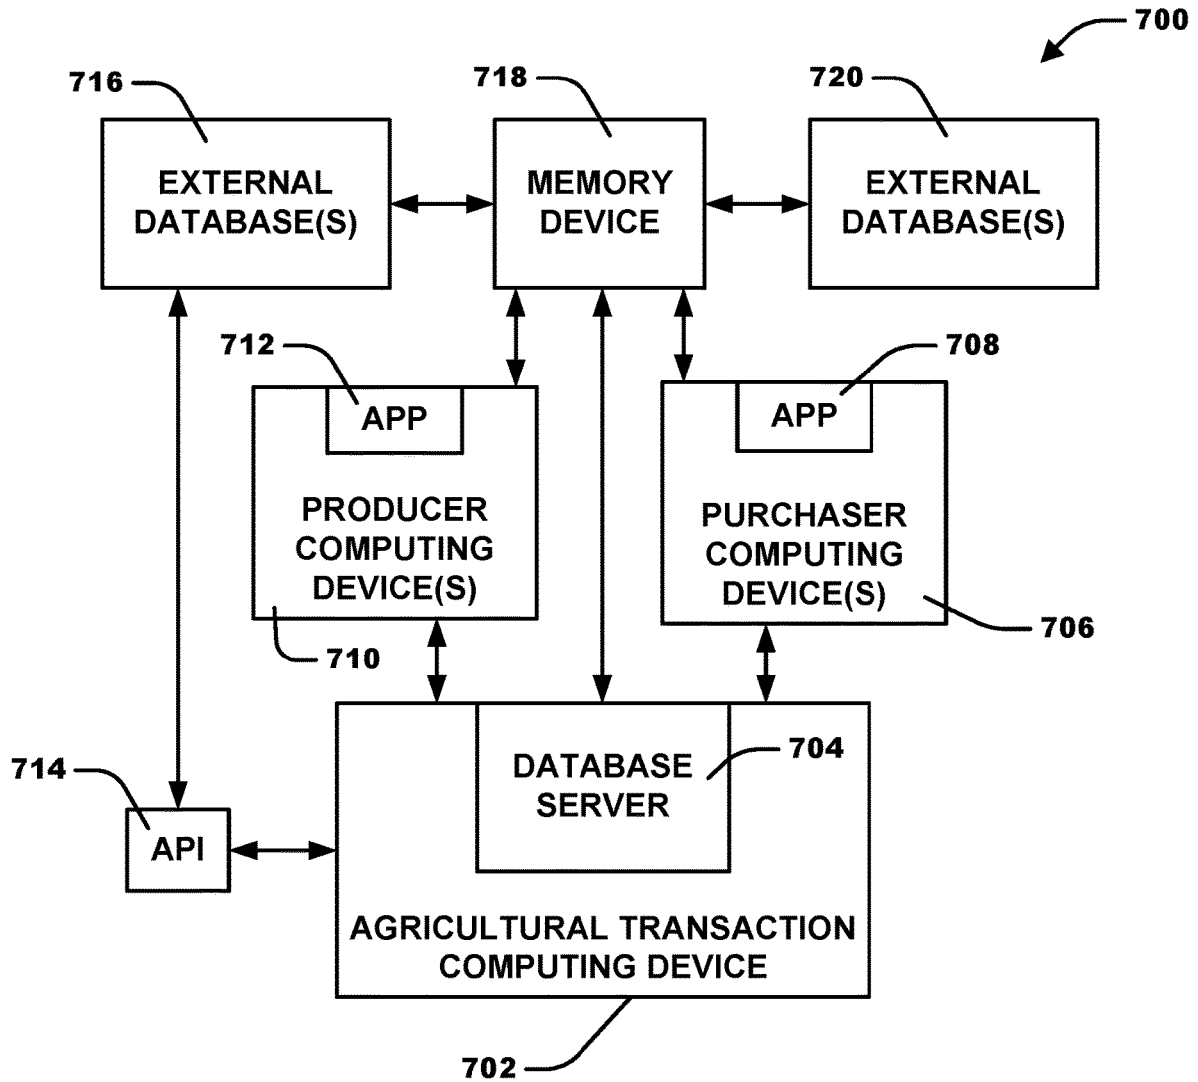 700
716
718
720
EXTERNAL
DATABASE(S)
MEMORY
DEVICE
EXTERNAL
DATABASE(S)
712
708
APP
APP
PRODUCER
COMPUTING
DEVICE(S)
PURCHASER
COMPUTING
DEVICE(S)
710
706
714
API
DATABASE
SERVER
704
AGRICULTURAL TRANSACTION
COMPUTING DEVICE
702